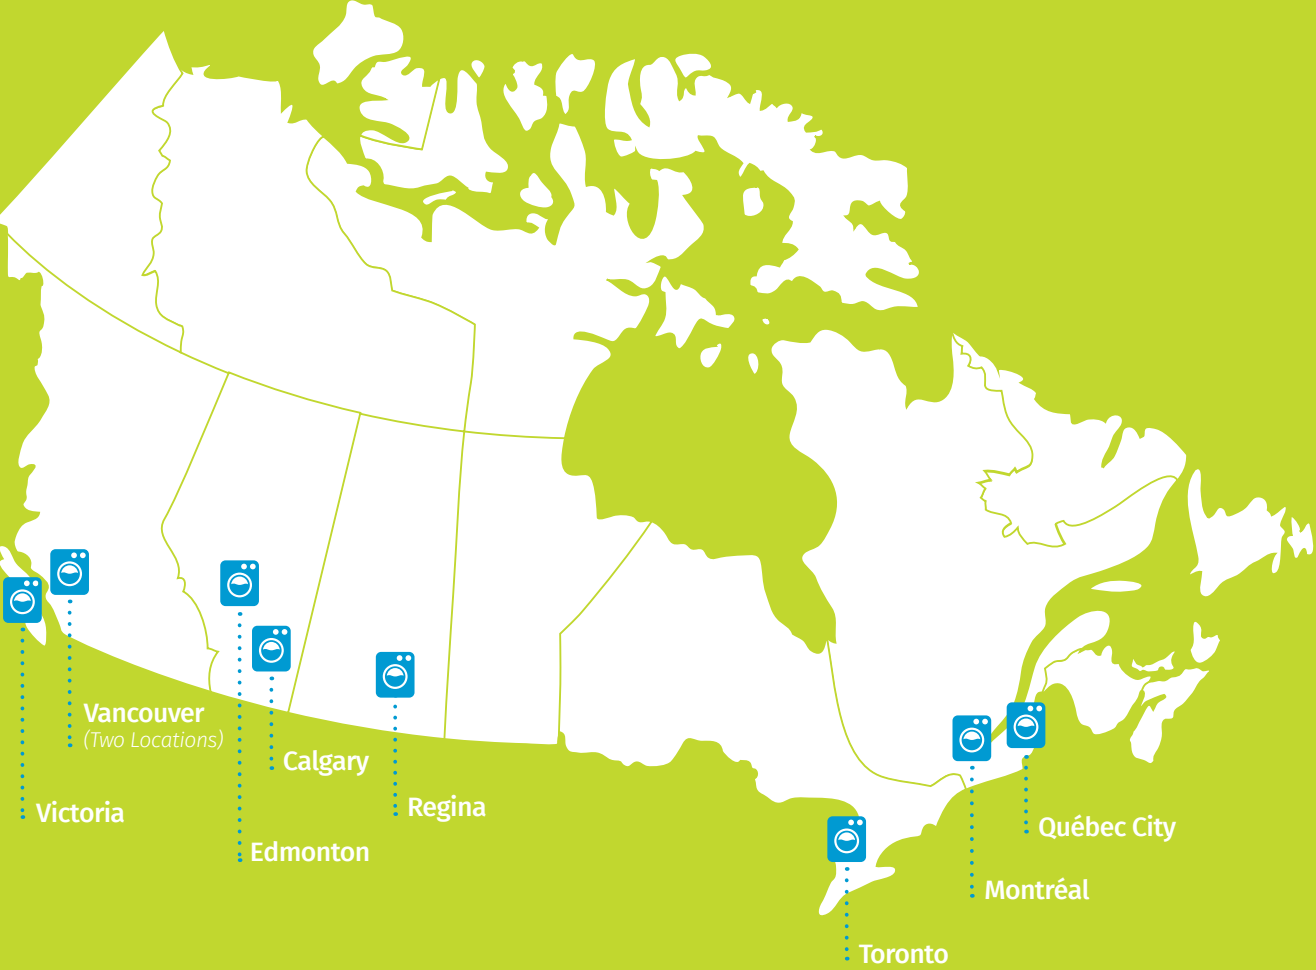 Vancouver
(Two Locations)
Calgary
Victoria
Regina
Edmonton
Québec City
Montréal
Toronto